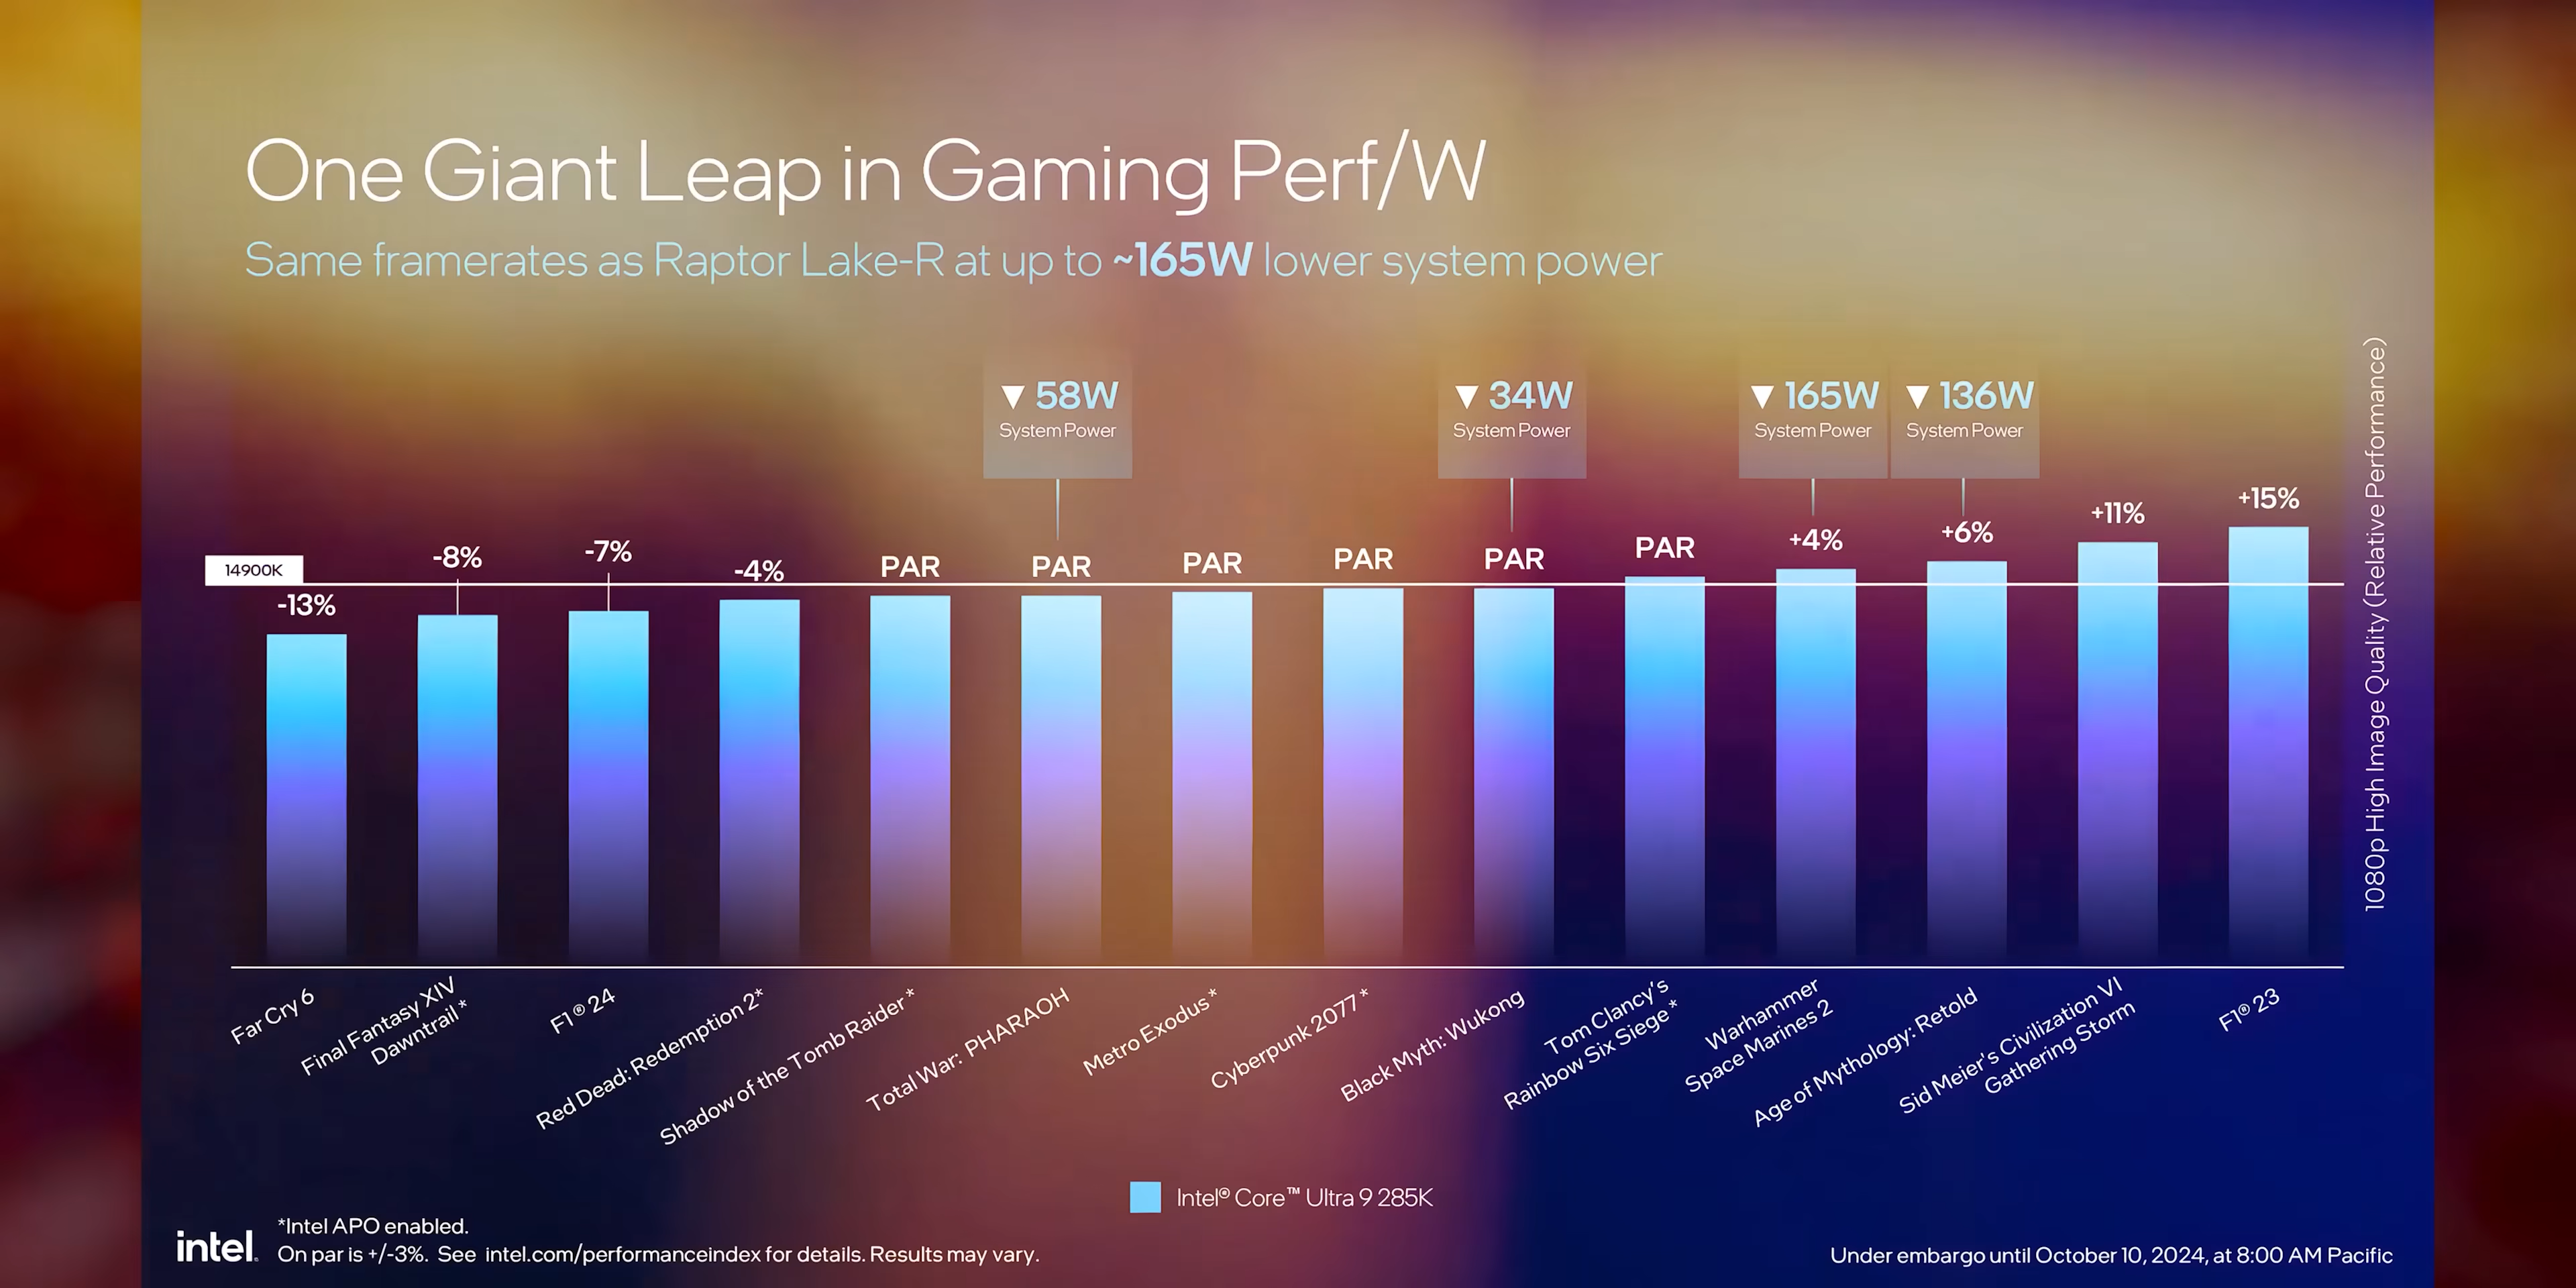 One Giant Leap in Gaming Perf/W
Same framerates as Raptor Lake-R at up to ~165W lower system power
▼ 58W
System Power
▼ 34W
System Power
▼ 165W
System Power
▼ 136W
System Power
14900K
-13%
-8%
-7%
-4%
PAR
PAR
PAR
PAR
PAR
PAR
+4%
+6%
+11%
+15%
1080p High Image Quality (Relative Performance)
Far Cry 6
Final Fantasy XIV
Dawntrail*
F1® 24
Red Dead: Redemption 2*
Shadow of the Tomb Raider*
Total War: PHARAOH
Metro Exodus*
Cyberpunk 2077*
Black Myth: Wukong
Tom Clancy's
Rainbow Six Siege*
Warhammer
Space Marines 2
Age of Mythology: Retold
Sid Meier's Civilization VI
Gathering Storm
F1® 23
Intel® Core™ Ultra 9 285K
intel.
*Intel APO enabled.
On par is +/-3%. See intel.com/performanceindex for details. Results may vary.
Under embargo until October 10, 2024, at 8:00 AM Pacific